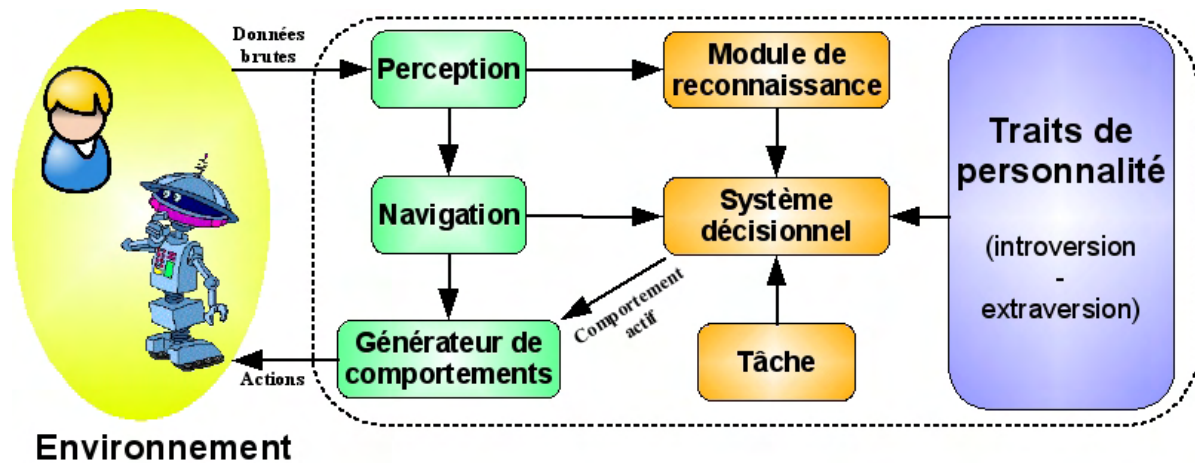 Données
brutes
Perception
Module de
reconnaissance
Traits de
personnalité
(introversion
-
extraversion)
Navigation
Système
décisionnel
Comportement
actif
Générateur de
comportements
Tâche
Actions
Environnement